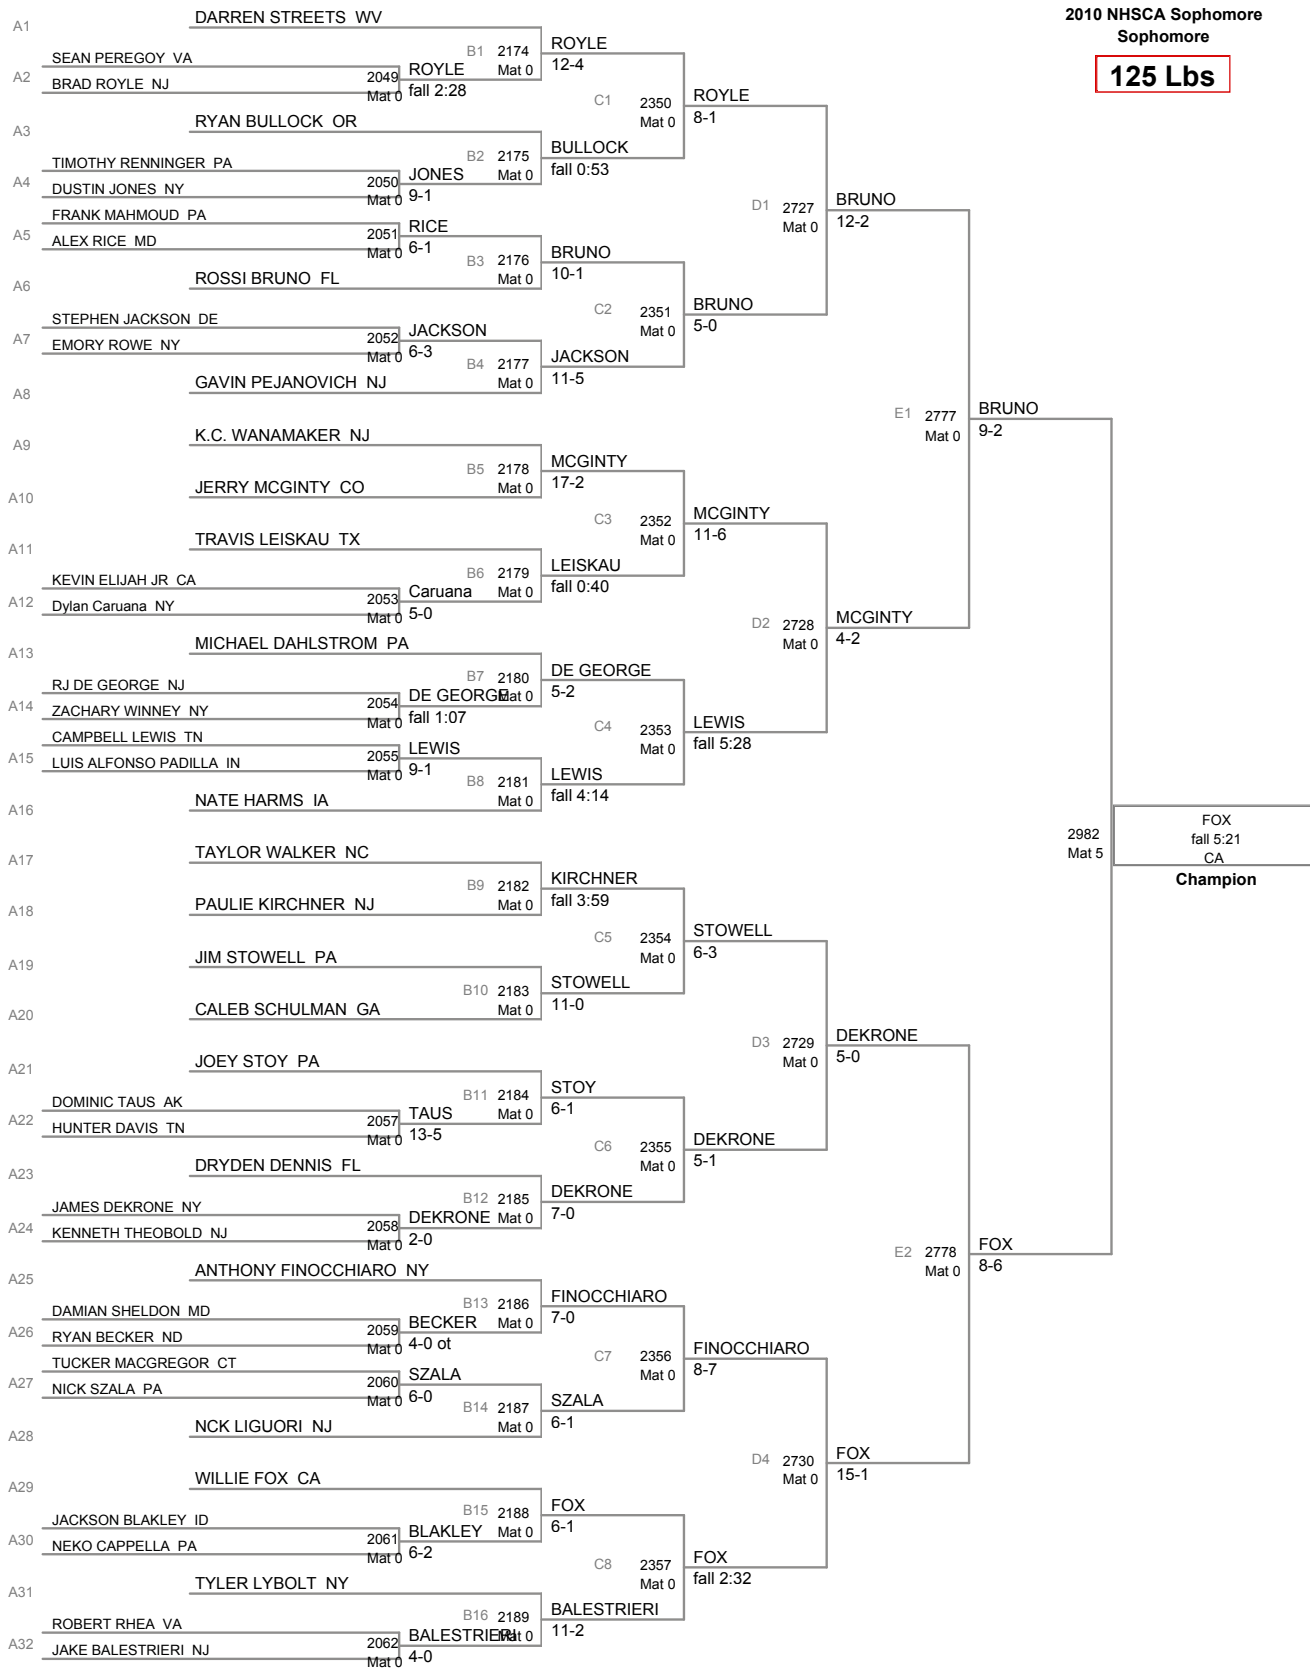 2010 NHSCA Sophomore
Sophomore
125 Lbs
A1
DARREN STREETS WV
B1 2174
Mat 0
ROYLE
12-4
SEAN PEREGOY VA
A2
BRAD ROYLE NJ
2049
Mat 0
ROYLE
fall 2:28
C1 2350
Mat 0
ROYLE
8-1
A3
RYAN BULLOCK OR
B2 2175
Mat 0
BULLOCK
fall 0:53
TIMOTHY RENNINGER PA
A4
DUSTIN JONES NY
2050
Mat 0
JONES
9-1
D1 2727
Mat 0
BRUNO
12-2
FRANK MAHMOUD PA
A5
ALEX RICE MD
2051
Mat 0
RICE
6-1
B3 2176
Mat 0
BRUNO
10-1
A6
ROSSI BRUNO FL
C2 2351
Mat 0
BRUNO
5-0
STEPHEN JACKSON DE
A7
EMORY ROWE NY
2052
Mat 0
JACKSON
6-3
B4 2177
Mat 0
JACKSON
11-5
A8
GAVIN PEJANOVICH NJ
E1 2777
Mat 0
BRUNO
9-2
A9
K.C. WANAMAKER NJ
B5 2178
Mat 0
MCGINTY
17-2
A10
JERRY MCGINTY CO
C3 2352
Mat 0
MCGINTY
11-6
A11
TRAVIS LEISKAU TX
B6 2179
Mat 0
LEISKAU
fall 0:40
KEVIN ELIJAH JR CA
A12
Dylan Caruana NY
2053
Mat 0
Caruana
5-0
D2 2728
Mat 0
MCGINTY
4-2
A13
MICHAEL DAHLSTROM PA
B7 2180
Mat 0
DE GEORGE
5-2
RJ DE GEORGE NJ
A14
ZACHARY WINNEY NY
2054
Mat 0
DE GEORGE
fall 1:07
C4 2353
Mat 0
LEWIS
fall 5:28
CAMPBELL LEWIS TN
A15
LUIS ALFONSO PADILLA IN
2055
Mat 0
LEWIS
9-1
B8 2181
Mat 0
LEWIS
fall 4:14
A16
NATE HARMS IA
2982
Mat 5
FOX
fall 5:21
CA
Champion
A17
TAYLOR WALKER NC
B9 2182
Mat 0
KIRCHNER
fall 3:59
A18
PAULIE KIRCHNER NJ
C5 2354
Mat 0
STOWELL
6-3
A19
JIM STOWELL PA
B10 2183
Mat 0
STOWELL
11-0
A20
CALEB SCHULMAN GA
D3 2729
Mat 0
DEKRONE
5-0
A21
JOEY STOY PA
B11 2184
Mat 0
STOY
6-1
DOMINIC TAUS AK
A22
HUNTER DAVIS TN
2057
Mat 0
TAUS
13-5
C6 2355
Mat 0
DEKRONE
5-1
A23
DRYDEN DENNIS FL
B12 2185
Mat 0
DEKRONE
7-0
JAMES DEKRONE NY
A24
KENNETH THEOBOLD NJ
2058
Mat 0
DEKRONE
2-0
E2 2778
Mat 0
FOX
8-6
A25
ANTHONY FINOCCHIARO NY
B13 2186
Mat 0
FINOCCHIARO
7-0
DAMIAN SHELDON MD
A26
RYAN BECKER ND
2059
Mat 0
BECKER
4-0 ot
C7 2356
Mat 0
FINOCCHIARO
8-7
TUCKER MACGREGOR CT
A27
NICK SZALA PA
2060
Mat 0
SZALA
6-0
B14 2187
Mat 0
SZALA
6-1
A28
NCK LIGUORI NJ
D4 2730
Mat 0
FOX
15-1
A29
WILLIE FOX CA
B15 2188
Mat 0
FOX
6-1
JACKSON BLAKLEY ID
A30
NEKO CAPPELLA PA
2061
Mat 0
BLAKLEY
6-2
C8 2357
Mat 0
FOX
fall 2:32
A31
TYLER LYBOLT NY
B16 2189
Mat 0
BALESTRIERI
11-2
ROBERT RHEA VA
A32
JAKE BALESTRIERI NJ
2062
Mat 0
BALESTRIERI
4-0